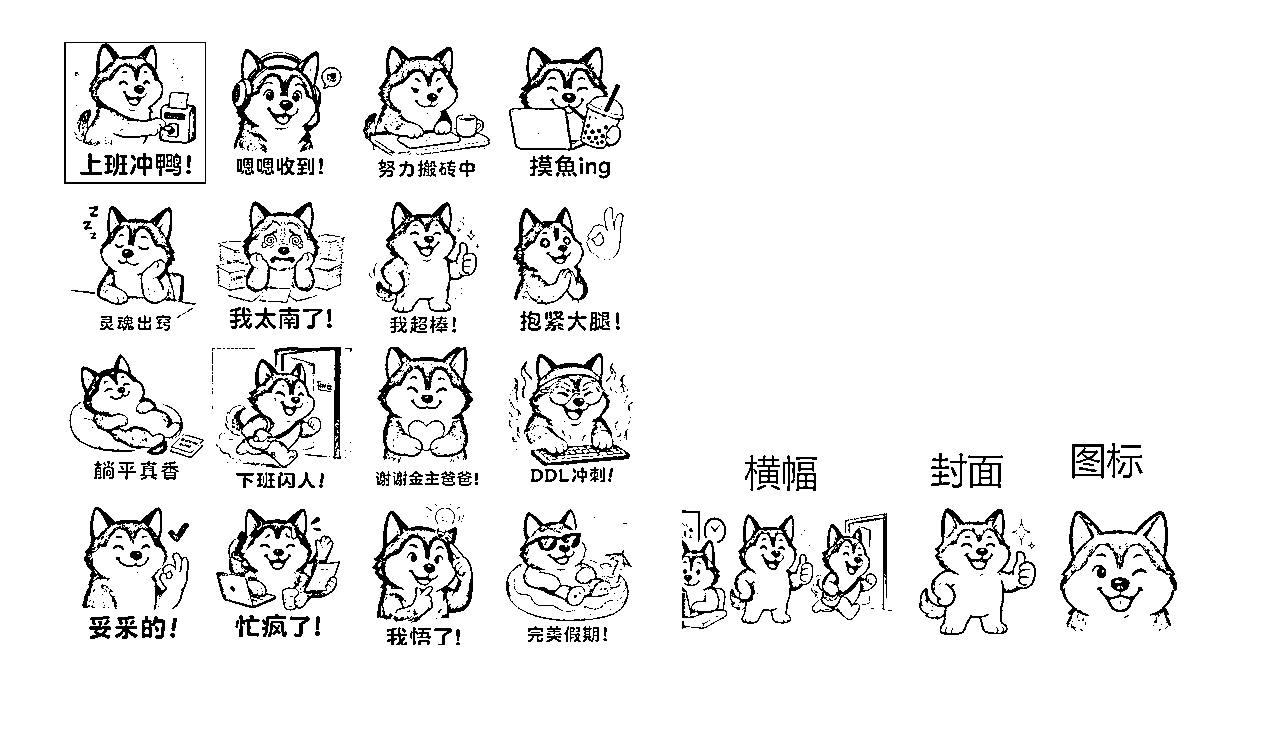 上班冲鸭!
嗯嗯收到!
努力搬砖中
摸魚ing
灵魂出窍
我太南了!
我超棒!
抱紧大腿!
躺平真香
下班闪人!
谢谢金主爸爸!
DDL冲刺!
妥采的!
忙疯了!
我悟了!
完美假期!
横幅
封面
图标
z
z
z